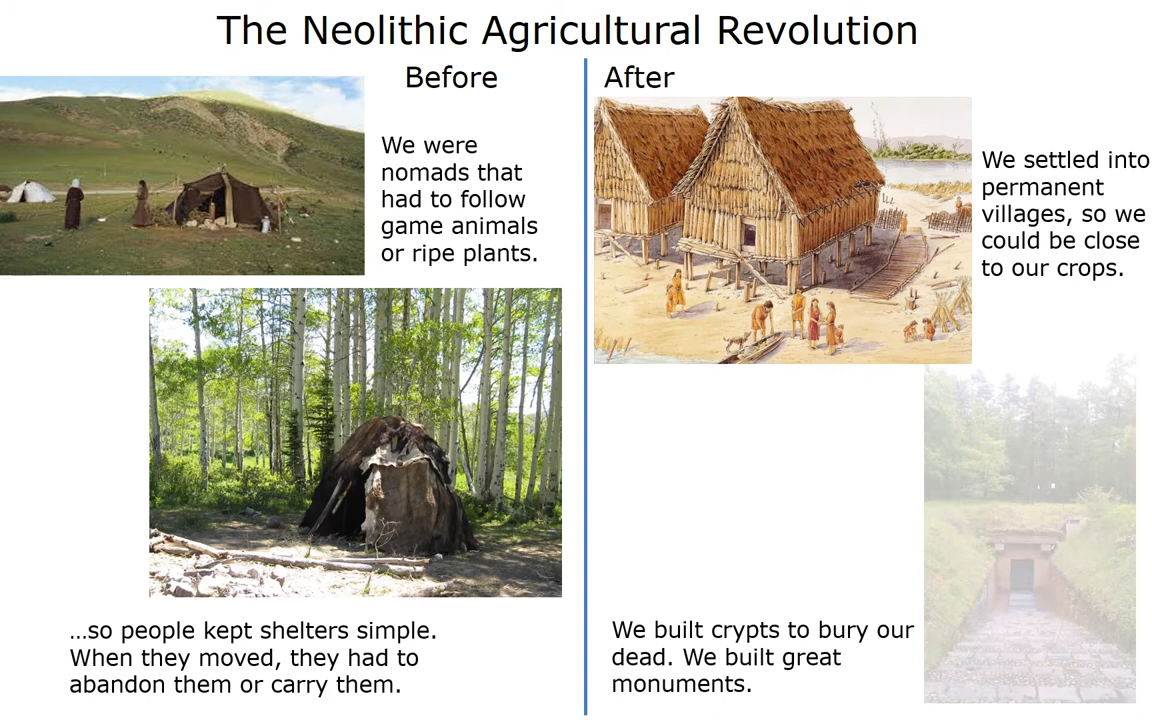 The Neolithic Agricultural Revolution
Before
We were
nomads that
had to follow
game animals
or ripe plants.
...so people kept shelters simple.
When they moved, they had to
abandon them or carry them.
After
We settled into
permanent
villages, so we
could be close
to our crops.
We built crypts to bury our
dead. We built great
monuments.